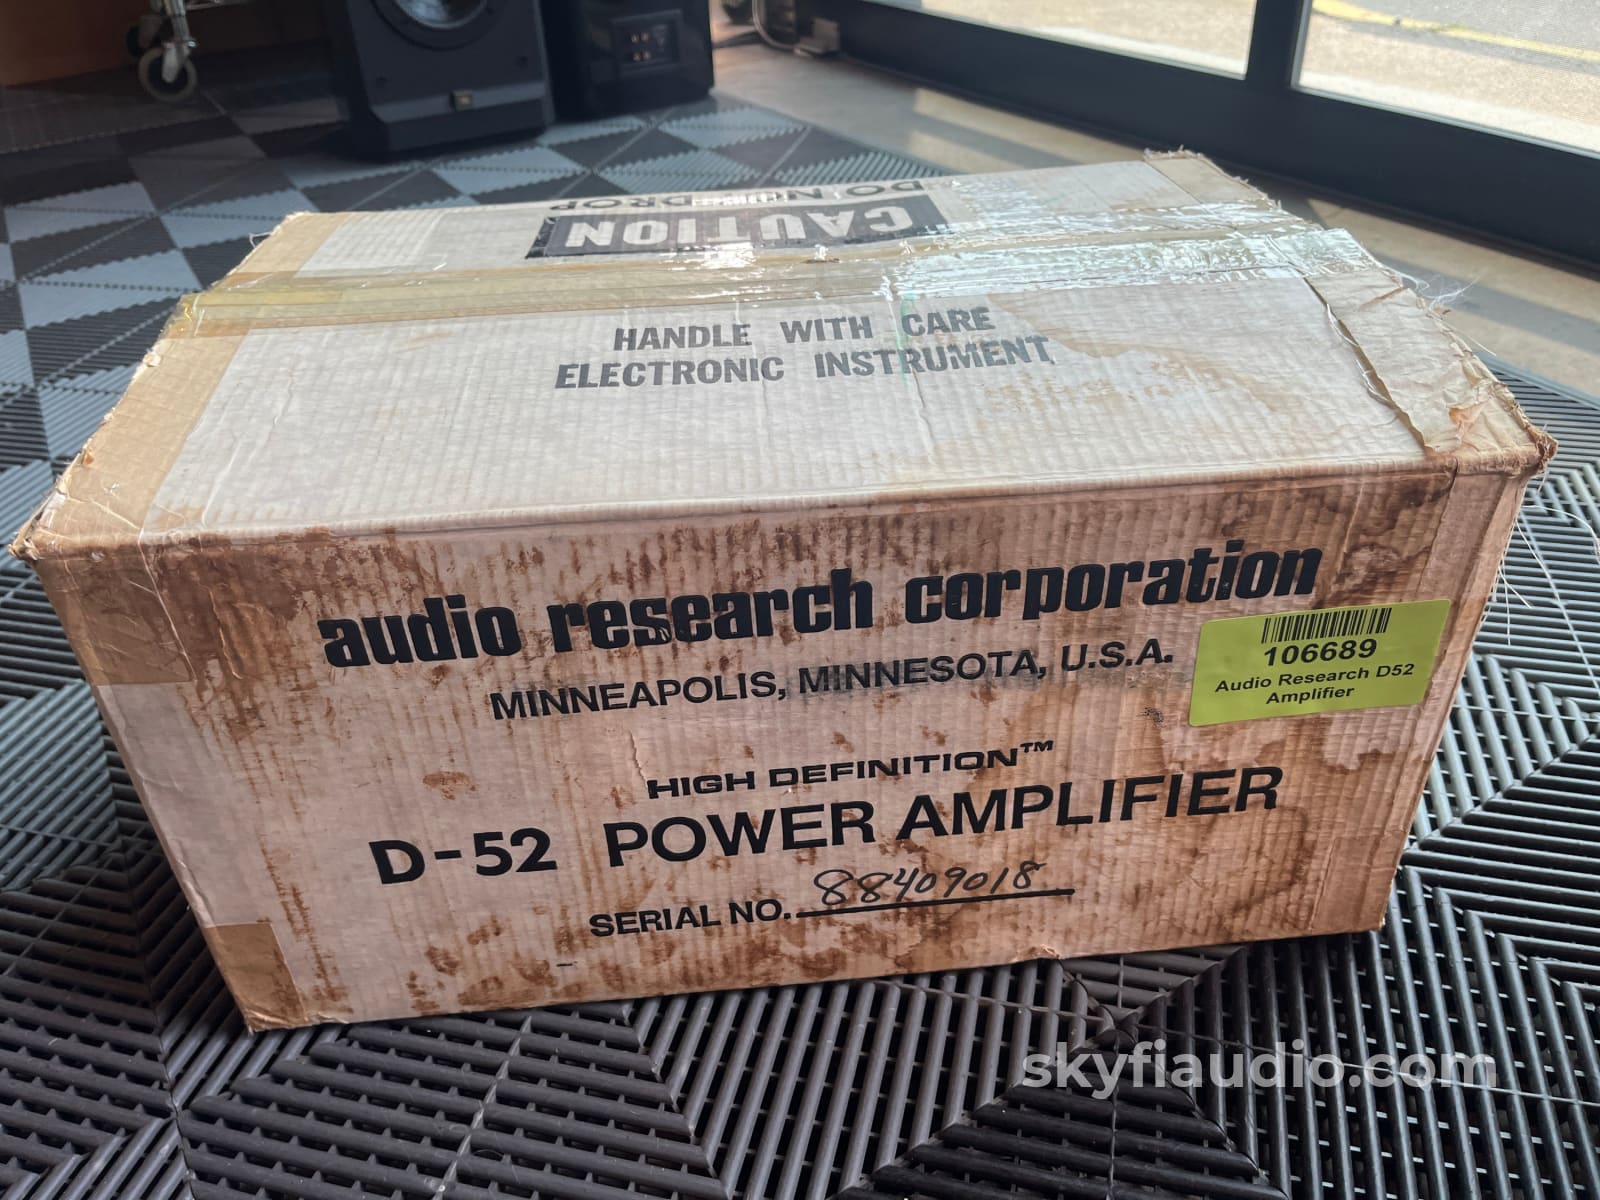 DO NOT DROP
CAUTION
HANDLE WITH CARE
ELECTRONIC INSTRUMENT
audio research corporation
MINNEAPOLIS, MINNESOTA, U.S.A.
106689
Audio Research D52
Amplifier
HIGH DEFINITION™
D-52 POWER AMPLIFIER
SERIAL NO. 88409018
skyfiaudio.com